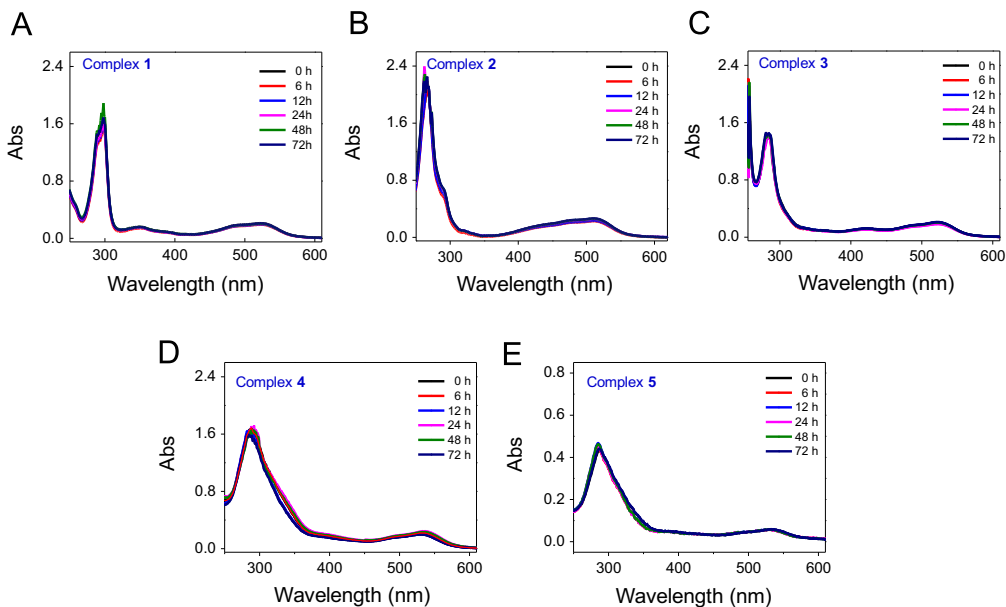 A
Complex 1
0 h
6 h
12h
24h
48h
72h
2.4
1.6
0.8
0.0
Abs
300 400 500 600
Wavelength (nm)
B
Complex 2
0 h
6 h
12 h
24 h
48 h
72 h
2.4
1.6
0.8
0.0
Abs
300 400 500 600
Wavelength (nm)
C
Complex 3
0 h
6 h
12 h
24 h
48 h
72 h
2.4
1.6
0.8
0.0
Abs
300 400 500 600
Wavelength (nm)
D
Complex 4
0 h
6 h
12 h
24 h
48 h
72 h
2.4
1.6
0.8
0.0
Abs
300 400 500 600
Wavelength (nm)
E
Complex 5
0 h
6 h
12 h
24 h
48 h
72 h
0.8
0.6
0.4
0.2
0.0
Abs
300 400 500 600
Wavelength (nm)